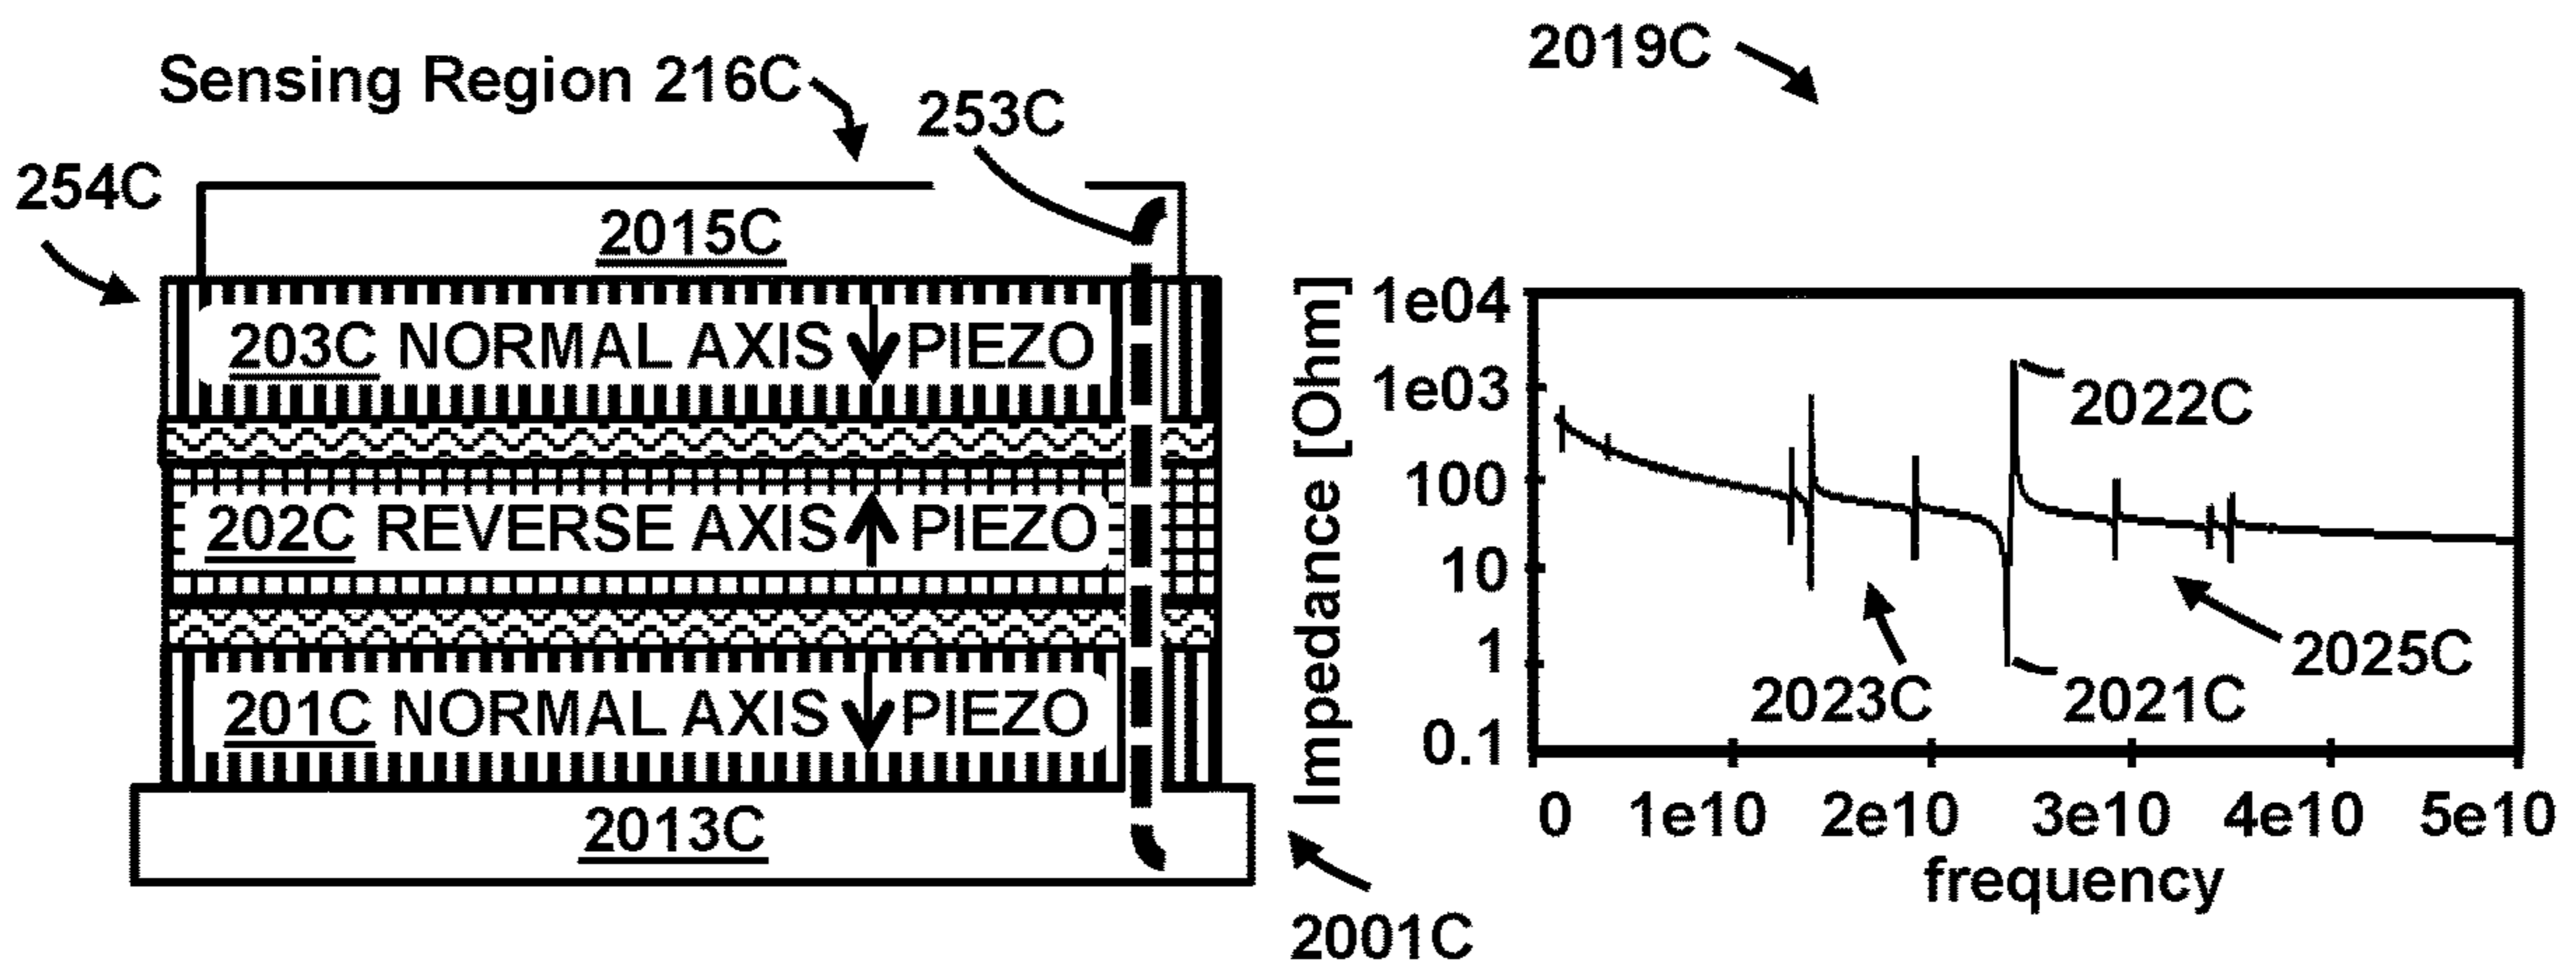 Sensing Region 216C
253C
254C
2015C
203C NORMAL AXIS PIEZO
202C REVERSE AXIS PIEZO
201C NORMAL AXIS PIEZO
2013C
2001C
2019C
Impedance [Ohm]
1e04
1e03
100
10
1
0.1
2022C
2023C
2021C
2025C
0 1e10 2e10 3e10 4e10 5e10
frequency